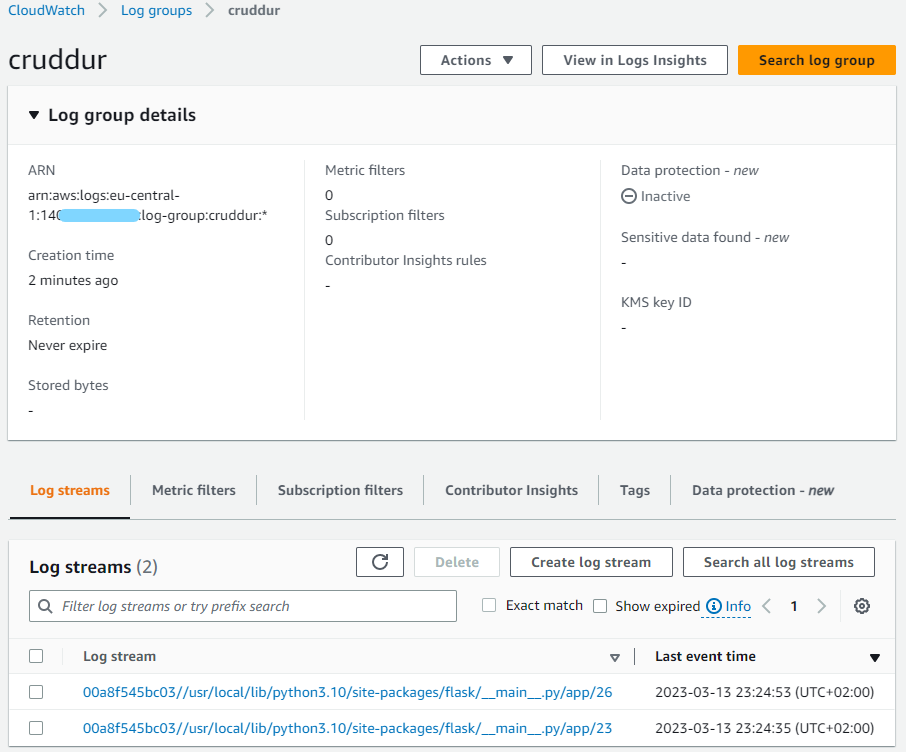 CloudWatch > Log groups > cruddur
cruddur
Actions
View in Logs Insights
Search log group
Log group details
ARN
arn:aws:logs:eu-central-
1:140 :log-group:cruddur:*
Creation time
2 minutes ago
Retention
Never expire
Stored bytes
-
Metric filters
0
Subscription filters
0
Contributor Insights rules
-
Data protection - new
Inactive
Sensitive data found - new
-
KMS key ID
-
Log streams
Metric filters
Subscription filters
Contributor Insights
Tags
Data protection - new
Log streams (2)
Delete
Create log stream
Search all log streams
Filter log streams or try prefix search
Exact match
Show expired
Info
1
Log stream
Last event time
00a8f545bc03//usr/local/lib/python3.10/site-packages/flask/__main__.py/app/26
2023-03-13 23:24:53 (UTC+02:00)
00a8f545bc03//usr/local/lib/python3.10/site-packages/flask/__main__.py/app/23
2023-03-13 23:24:35 (UTC+02:00)